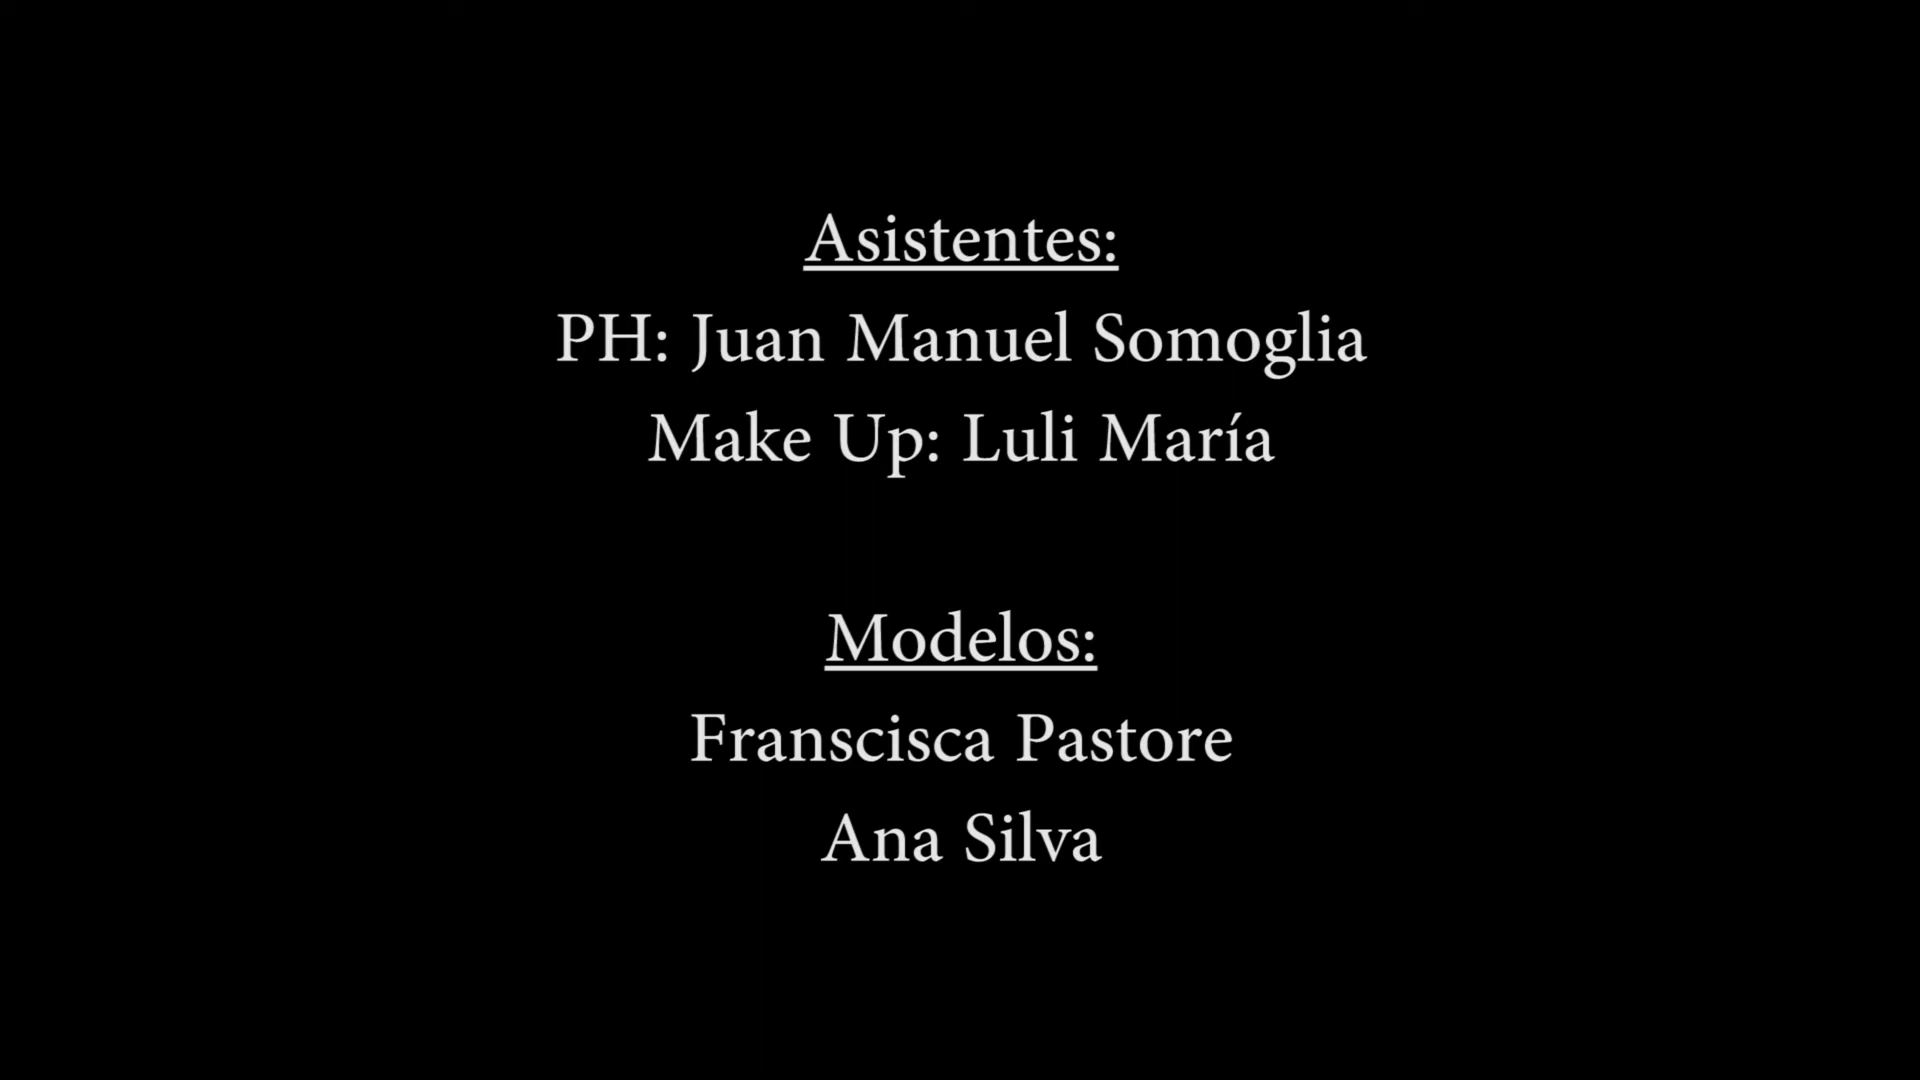 Asistentes:
PH: Juan Manuel Somoglia
Make Up: Luli María
Modelos:
Franscisca Pastore
Ana Silva